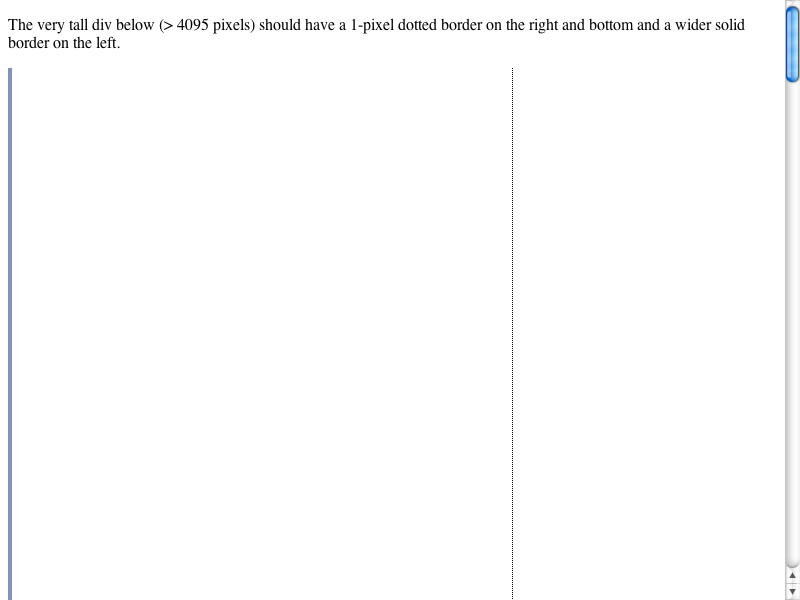 The very tall div below (> 4095 pixels) should have a 1-pixel dotted border on the right and bottom and a wider solid
border on the left.